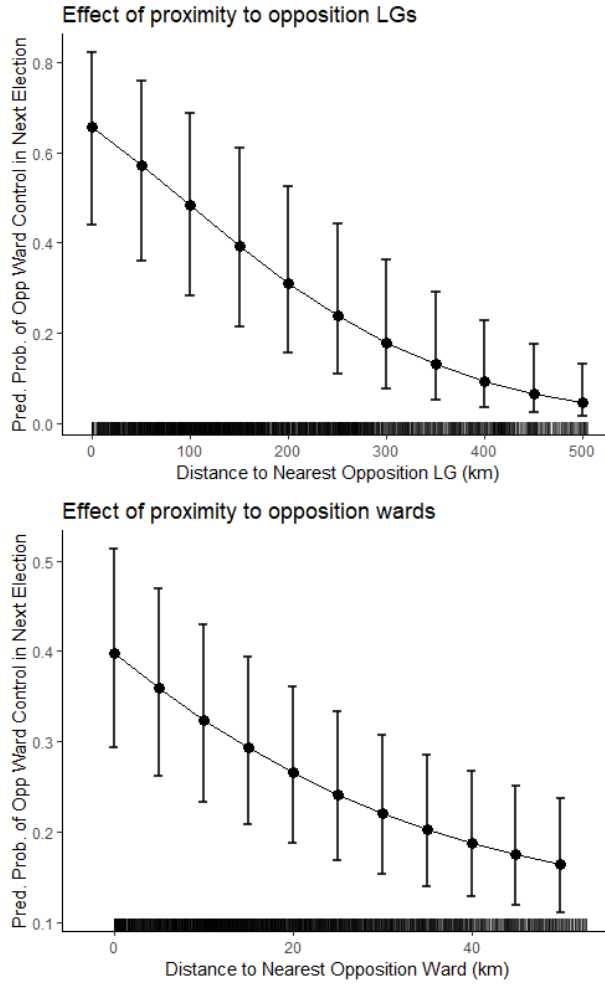 Effect of proximity to opposition LGs
Pred. Prob. of Opp Ward Control in Next Election
0.8
0.6
0.4
0.2
0.0
0 100 200 300 400 500
Distance to Nearest Opposition LG (km)
Effect of proximity to opposition wards
Pred. Prob. of Opp Ward Control in Next Election
0.5
0.4
0.3
0.2
0.1
0 20 40
Distance to Nearest Opposition Ward (km)